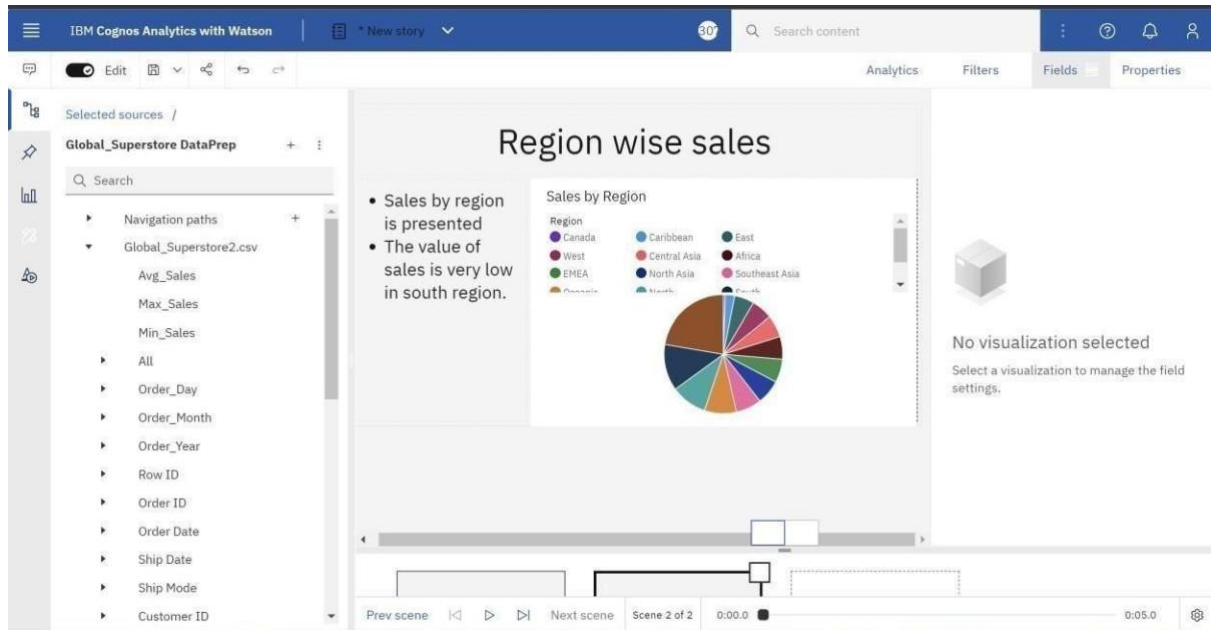 IBM Cognos Analytics with Watson
* New story
30
Search content
Edit
Analytics
Filters
Fields
Properties
Selected sources /
Global_Superstore DataPrep
Search
Navigation paths
Global_Superstore2.csv
Avg_Sales
Max_Sales
Min_Sales
All
Order_Day
Order_Month
Order_Year
Row ID
Order ID
Order Date
Ship Date
Ship Mode
Customer ID
Region wise sales
• Sales by region
is presented
• The value of
sales is very low
in south region.
Sales by Region
Region
Canada
Caribbean
East
West
Central Asia
Africa
EMEA
North Asia
Southeast Asia
Oceania
North
South
No visualization selected
Select a visualization to manage the field
settings.
Prev scene
Next scene
Scene 2 of 2
0:00.0
0:05.0